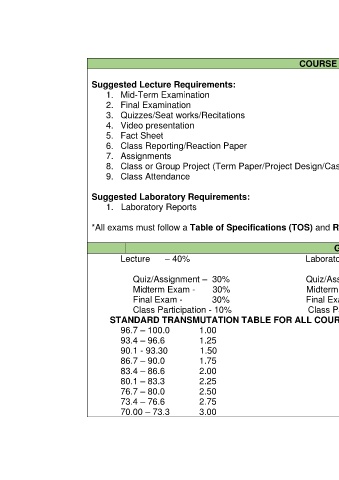 COURSE
Suggested Lecture Requirements:
1. Mid-Term Examination
2. Final Examination
3. Quizzes/Seat works/Recitations
4. Video presentation
5. Fact Sheet
6. Class Reporting/Reaction Paper
7. Assignments
8. Class or Group Project (Term Paper/Project Design/Cas
9. Class Attendance
Suggested Laboratory Requirements:
1. Laboratory Reports
*All exams must follow a Table of Specifications (TOS) and R
G
Lecture – 40% Laborato
Quiz/Assignment – 30% Quiz/Ass
Midterm Exam - 30% Midterm
Final Exam - 30% Final Exa
Class Participation - 10% Class P
STANDARD TRANSMUTATION TABLE FOR ALL COUR
96.7 – 100.0 1.00
93.4 – 96.6 1.25
90.1 - 93.30 1.50
86.7 – 90.0 1.75
83.4 – 86.6 2.00
80.1 – 83.3 2.25
76.7 – 80.0 2.50
73.4 – 76.6 2.75
70.00 – 73.3 3.00